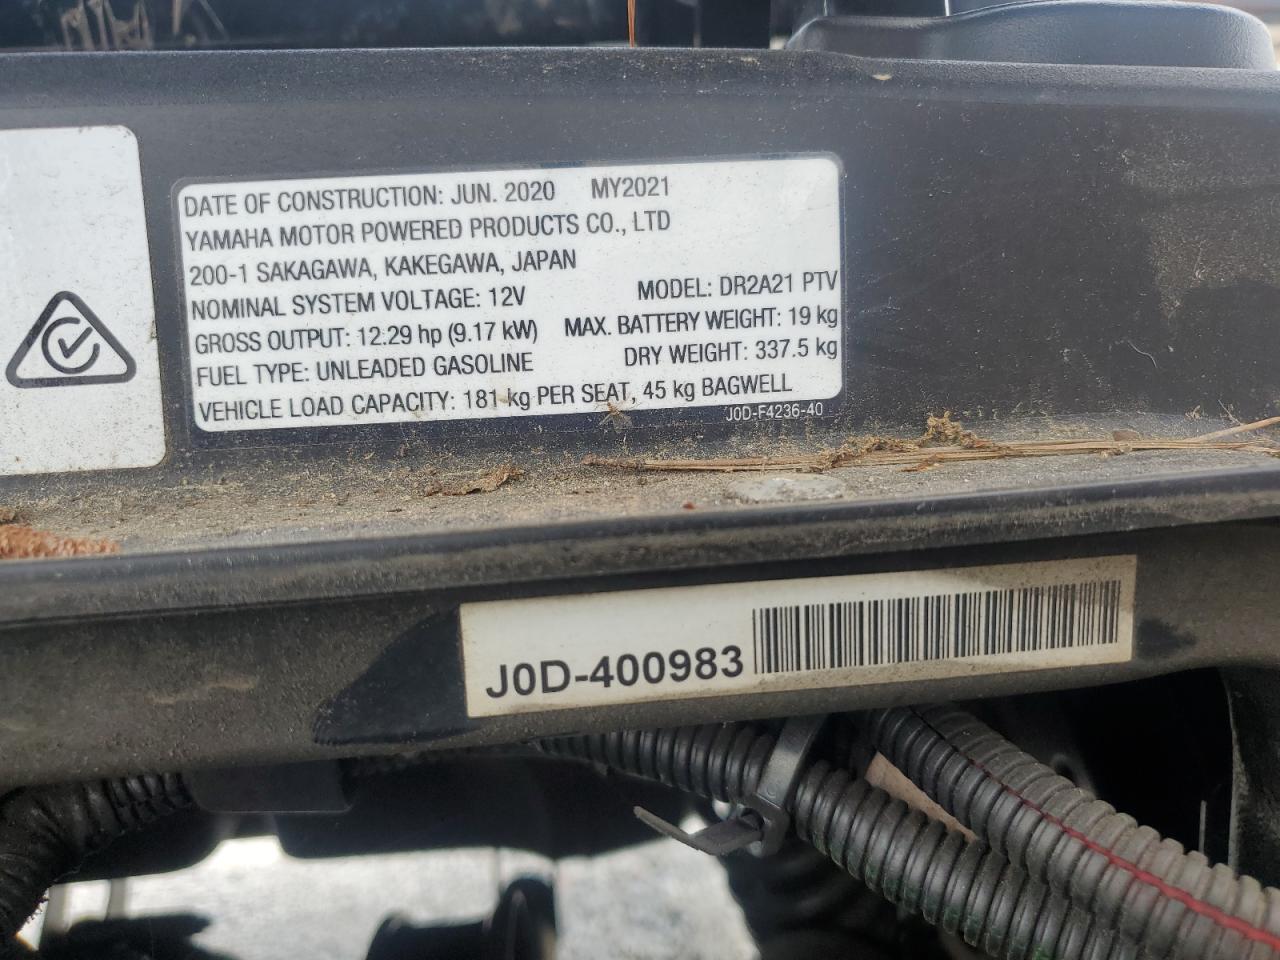 DATE OF CONSTRUCTION: JUN. 2020 MY2021
YAMAHA MOTOR POWERED PRODUCTS CO., LTD
200-1 SAKAGAWA, KAKEGAWA, JAPAN
NOMINAL SYSTEM VOLTAGE: 12V MODEL: DR2A21 PTV
GROSS OUTPUT: 12.29 hp (9.17 kW) MAX. BATTERY WEIGHT: 19 kg
FUEL TYPE: UNLEADED GASOLINE DRY WEIGHT: 337.5 kg
VEHICLE LOAD CAPACITY: 181 kg PER SEAT, 45 kg BAGWELL
J0D-F4236-40
J0D-400983